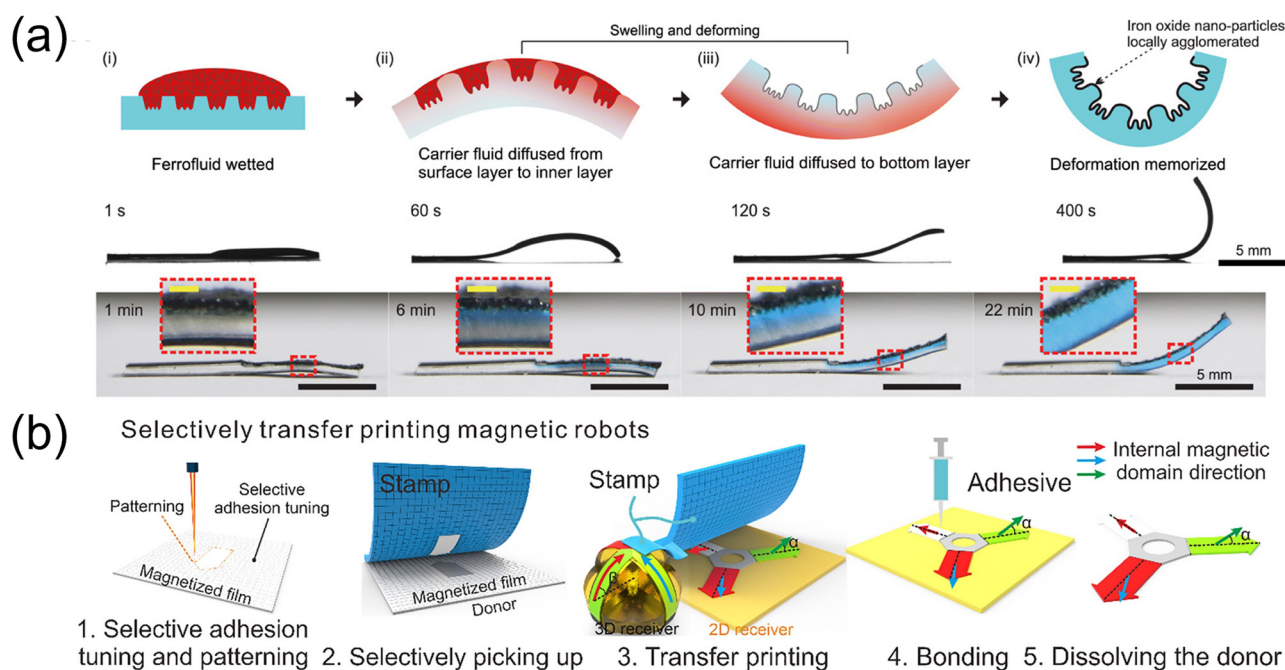 (a)
Swelling and deforming
Iron oxide nano-particles
locally agglomerated
(i)
(ii)
(iii)
(iv)
Ferrofluid wetted
Carrier fluid diffused from
surface layer to inner layer
Carrier fluid diffused to bottom layer
Deformation memorized
1 s
60 s
120 s
400 s
5 mm
1 min
6 min
10 min
22 min
5 mm
(b)
Selectively transfer printing magnetic robots
Patterning
Selective
adhesion tuning
Magnetized film
1. Selective adhesion
tuning and patterning
Stamp
Magnetized film
Donor
2. Selectively picking up
Stamp
β
α
3D receiver
2D receiver
3. Transfer printing
Adhesive
α
4. Bonding
Internal magnetic
domain direction
α
5. Dissolving the donor